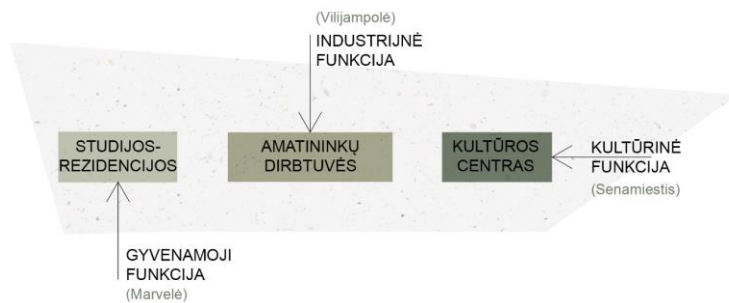 (Vilijampolė)
INDUSTRIJNĖ
FUNKCIJA
STUDIJOS-
REZIDENCIJOS
AMATININKŲ
DIRBTUVĖS
KULTŪROS
CENTRAS
KULTŪRINĖ
FUNKCIJA
(Senamiestis)
GYVENAMOJI
FUNKCIJA
(Marvelė)